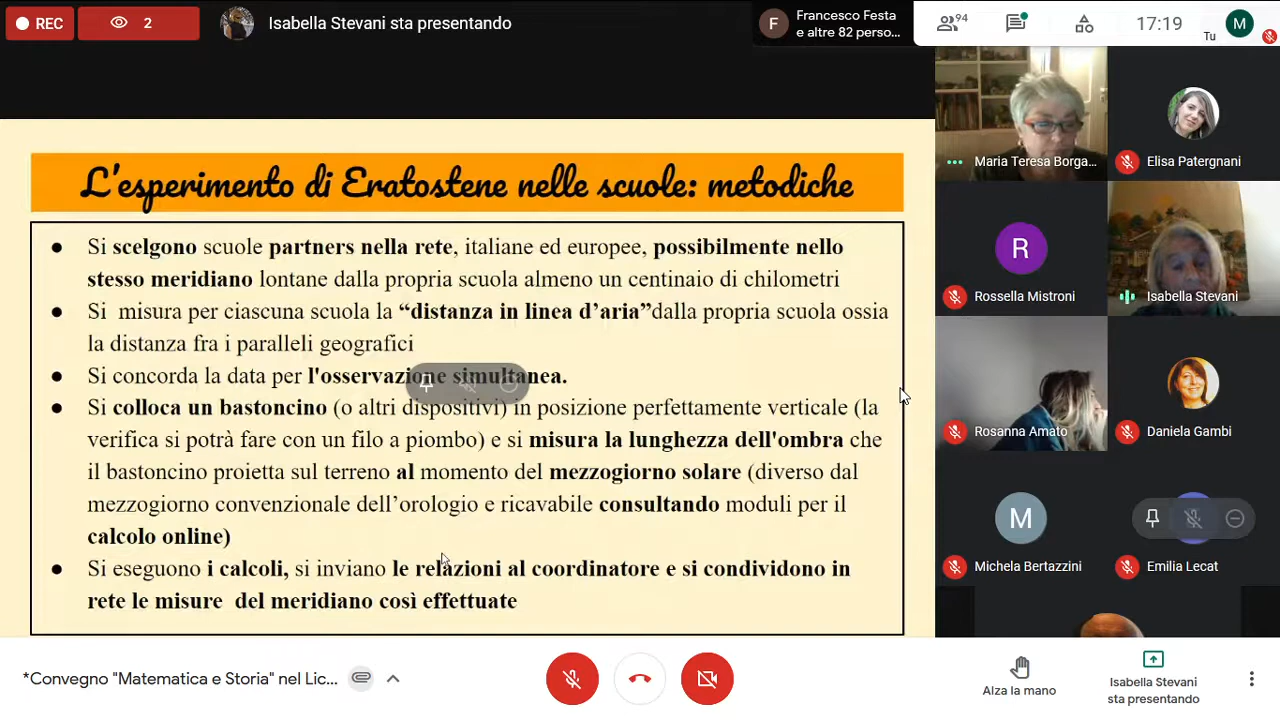 REC
2
Isabella Stevani sta presentando
F
Francesco Festa
e altre 82 perso...
94
17:19
Tu
M
L'esperimento di Eratostene nelle scuole: metodiche
● Si scelgono scuole partners nella rete, italiane ed europee, possibilmente nello
stesso meridiano lontane dalla propria scuola almeno un centinaio di chilometri
● Si misura per ciascuna scuola la “distanza in linea d’aria”dalla propria scuola ossia
la distanza fra i paralleli geografici
● Si concorda la data per l'osservazione simultanea.
● Si colloca un bastoncino (o altri dispositivi) in posizione perfettamente verticale (la
verifica si potrà fare con un filo a piombo) e si misura la lunghezza dell'ombra che
il bastoncino proietta sul terreno al momento del mezzogiorno solare (diverso dal
mezzogiorno convenzionale dell’orologio e ricavabile consultando moduli per il
calcolo online)
● Si eseguono i calcoli, si inviano le relazioni al coordinatore e si condividono in
rete le misure del meridiano così effettuate
Maria Teresa Borga...
Elisa Patergnani
R
Rossella Mistroni
Isabella Stevani
Rosanna Amato
Daniela Gambi
M
Michela Bertazzini
Emilia Lecat
*Convegno "Matematica e Storia" nel Lic...
Alza la mano
Isabella Stevani
sta presentando